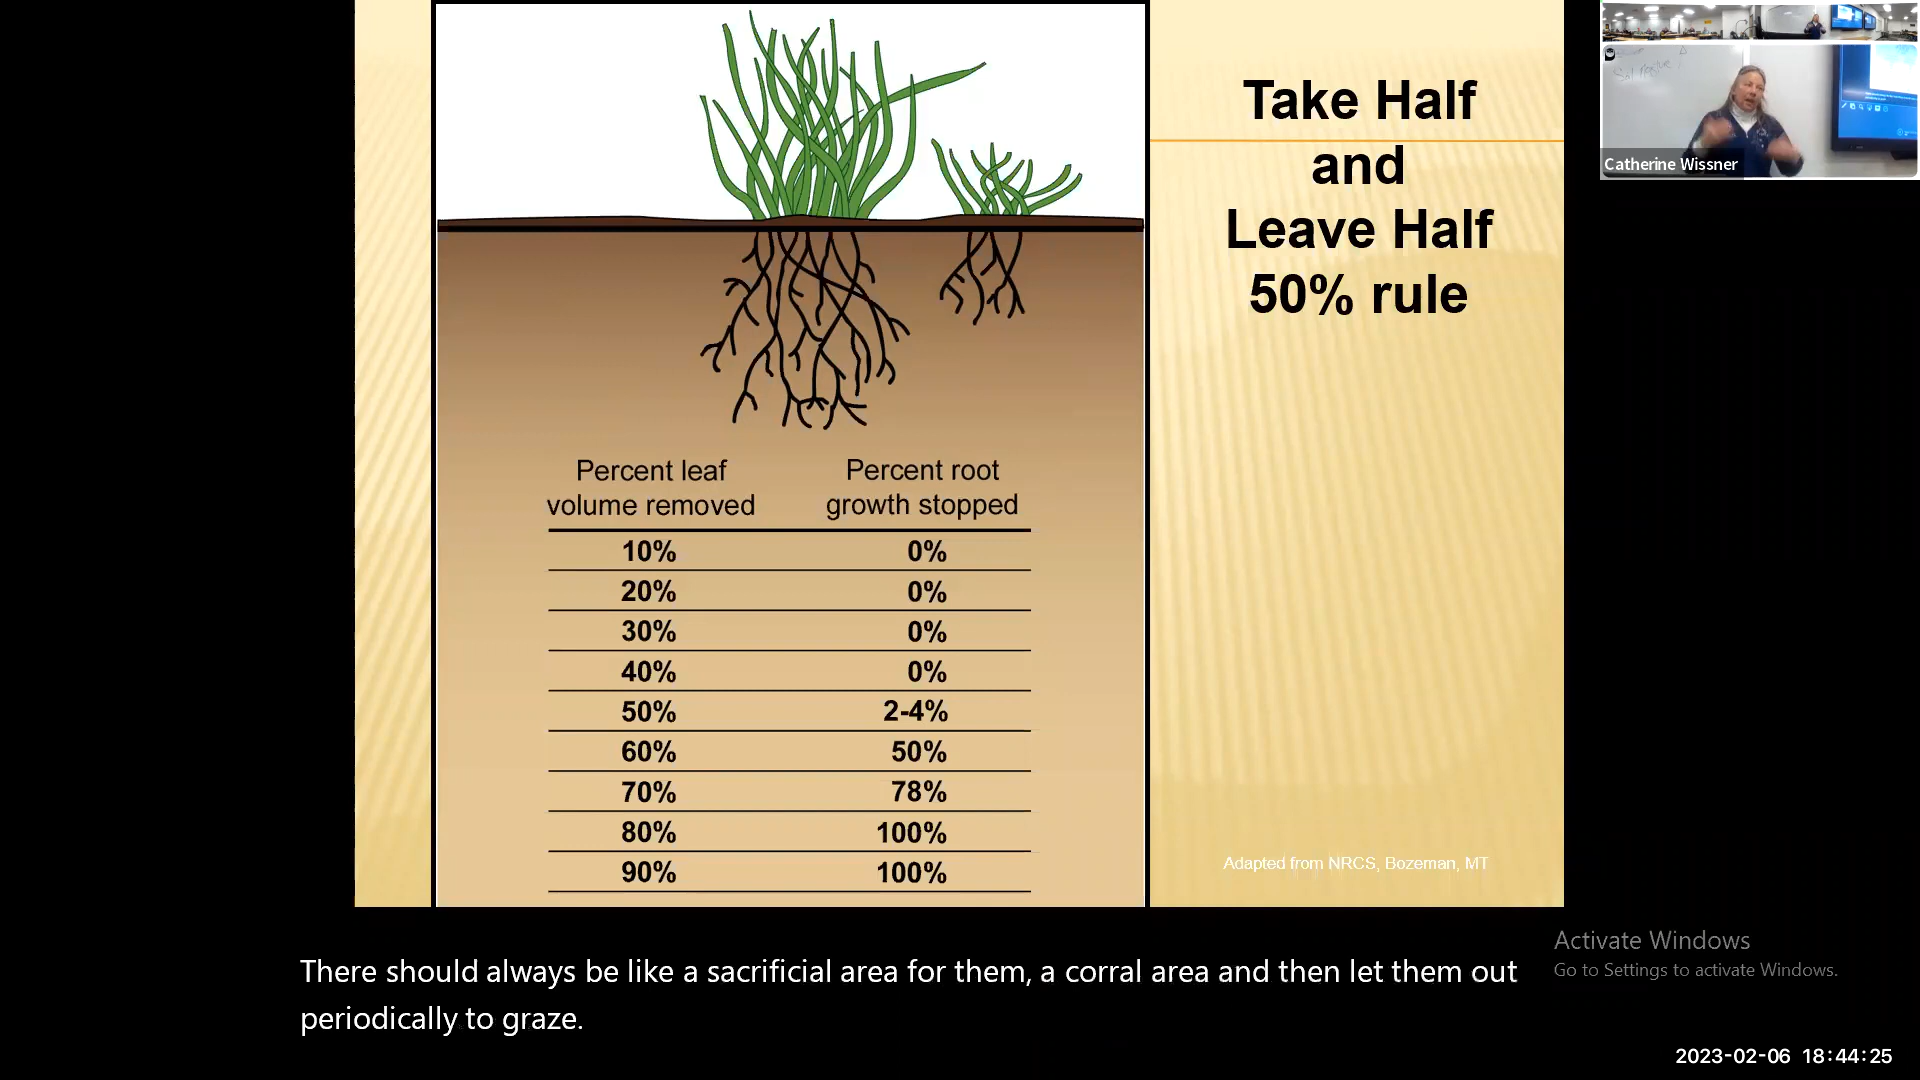 Take Half
and
Leave Half
50% rule
Percent leaf
volume removed
Percent root
growth stopped
10% 0%
20% 0%
30% 0%
40% 0%
50% 2-4%
60% 50%
70% 78%
80% 100%
90% 100%
Adapted from NRCS, Bozeman, MT
Catherine Wissner
There should always be like a sacrificial area for them, a corral area and then let them out
periodically to graze.
Activate Windows
Go to Settings to activate Windows.
2023-02-06 18:44:25